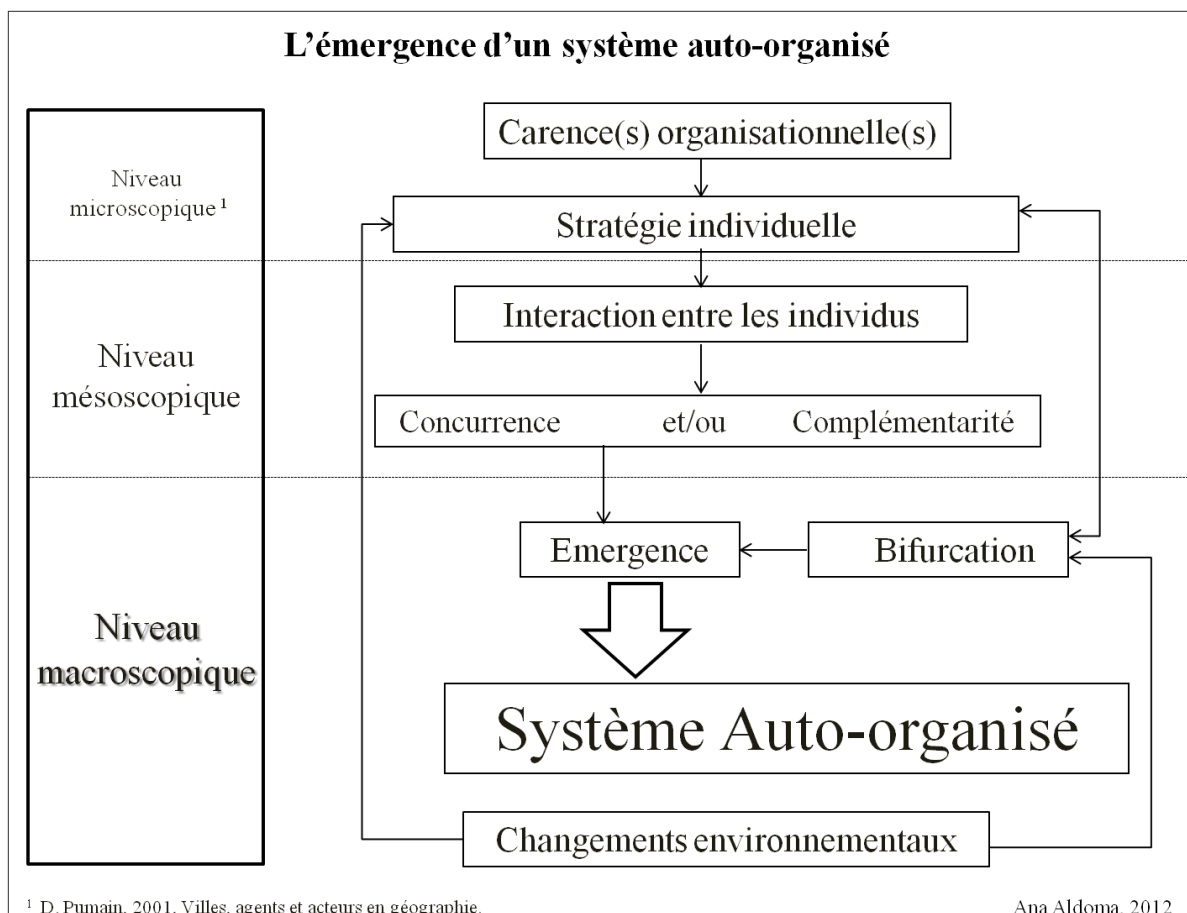 L'émergence d'un système auto-organisé
Carence(s) organisationnelle(s)
Niveau
microscopique ¹
Stratégie individuelle
Interaction entre les individus
Niveau
mésoscopique
Concurrence et/ou Complémentarité
Emergence
Bifurcation
Niveau
macroscopique
Système Auto-organisé
Changements environnementaux
¹ D. Pumain, 2001, Villes, agents et acteurs en géographie.
Ana Aldoma, 2012